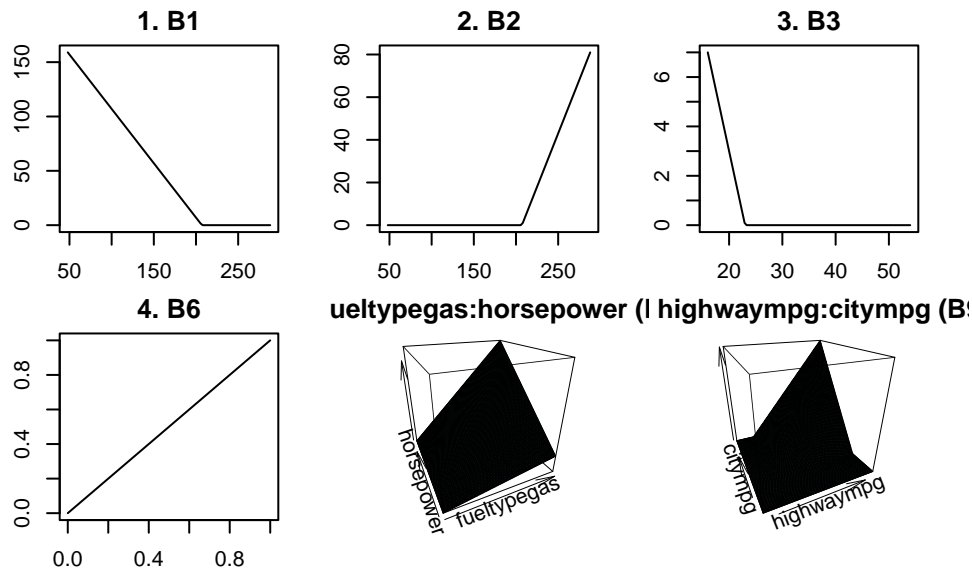 1. B1
2. B2
3. B3
0 50 100 150
0 20 40 60 80
0 2 4 6
50 150 250
50 150 250
20 30 40 50
4. B6
ueltypegas:horsepower (l
highwaympg:citympg (B9
0.0 0.4 0.8
0.0 0.4 0.8
horsepower
fueltypegas
citympg
highwaympg